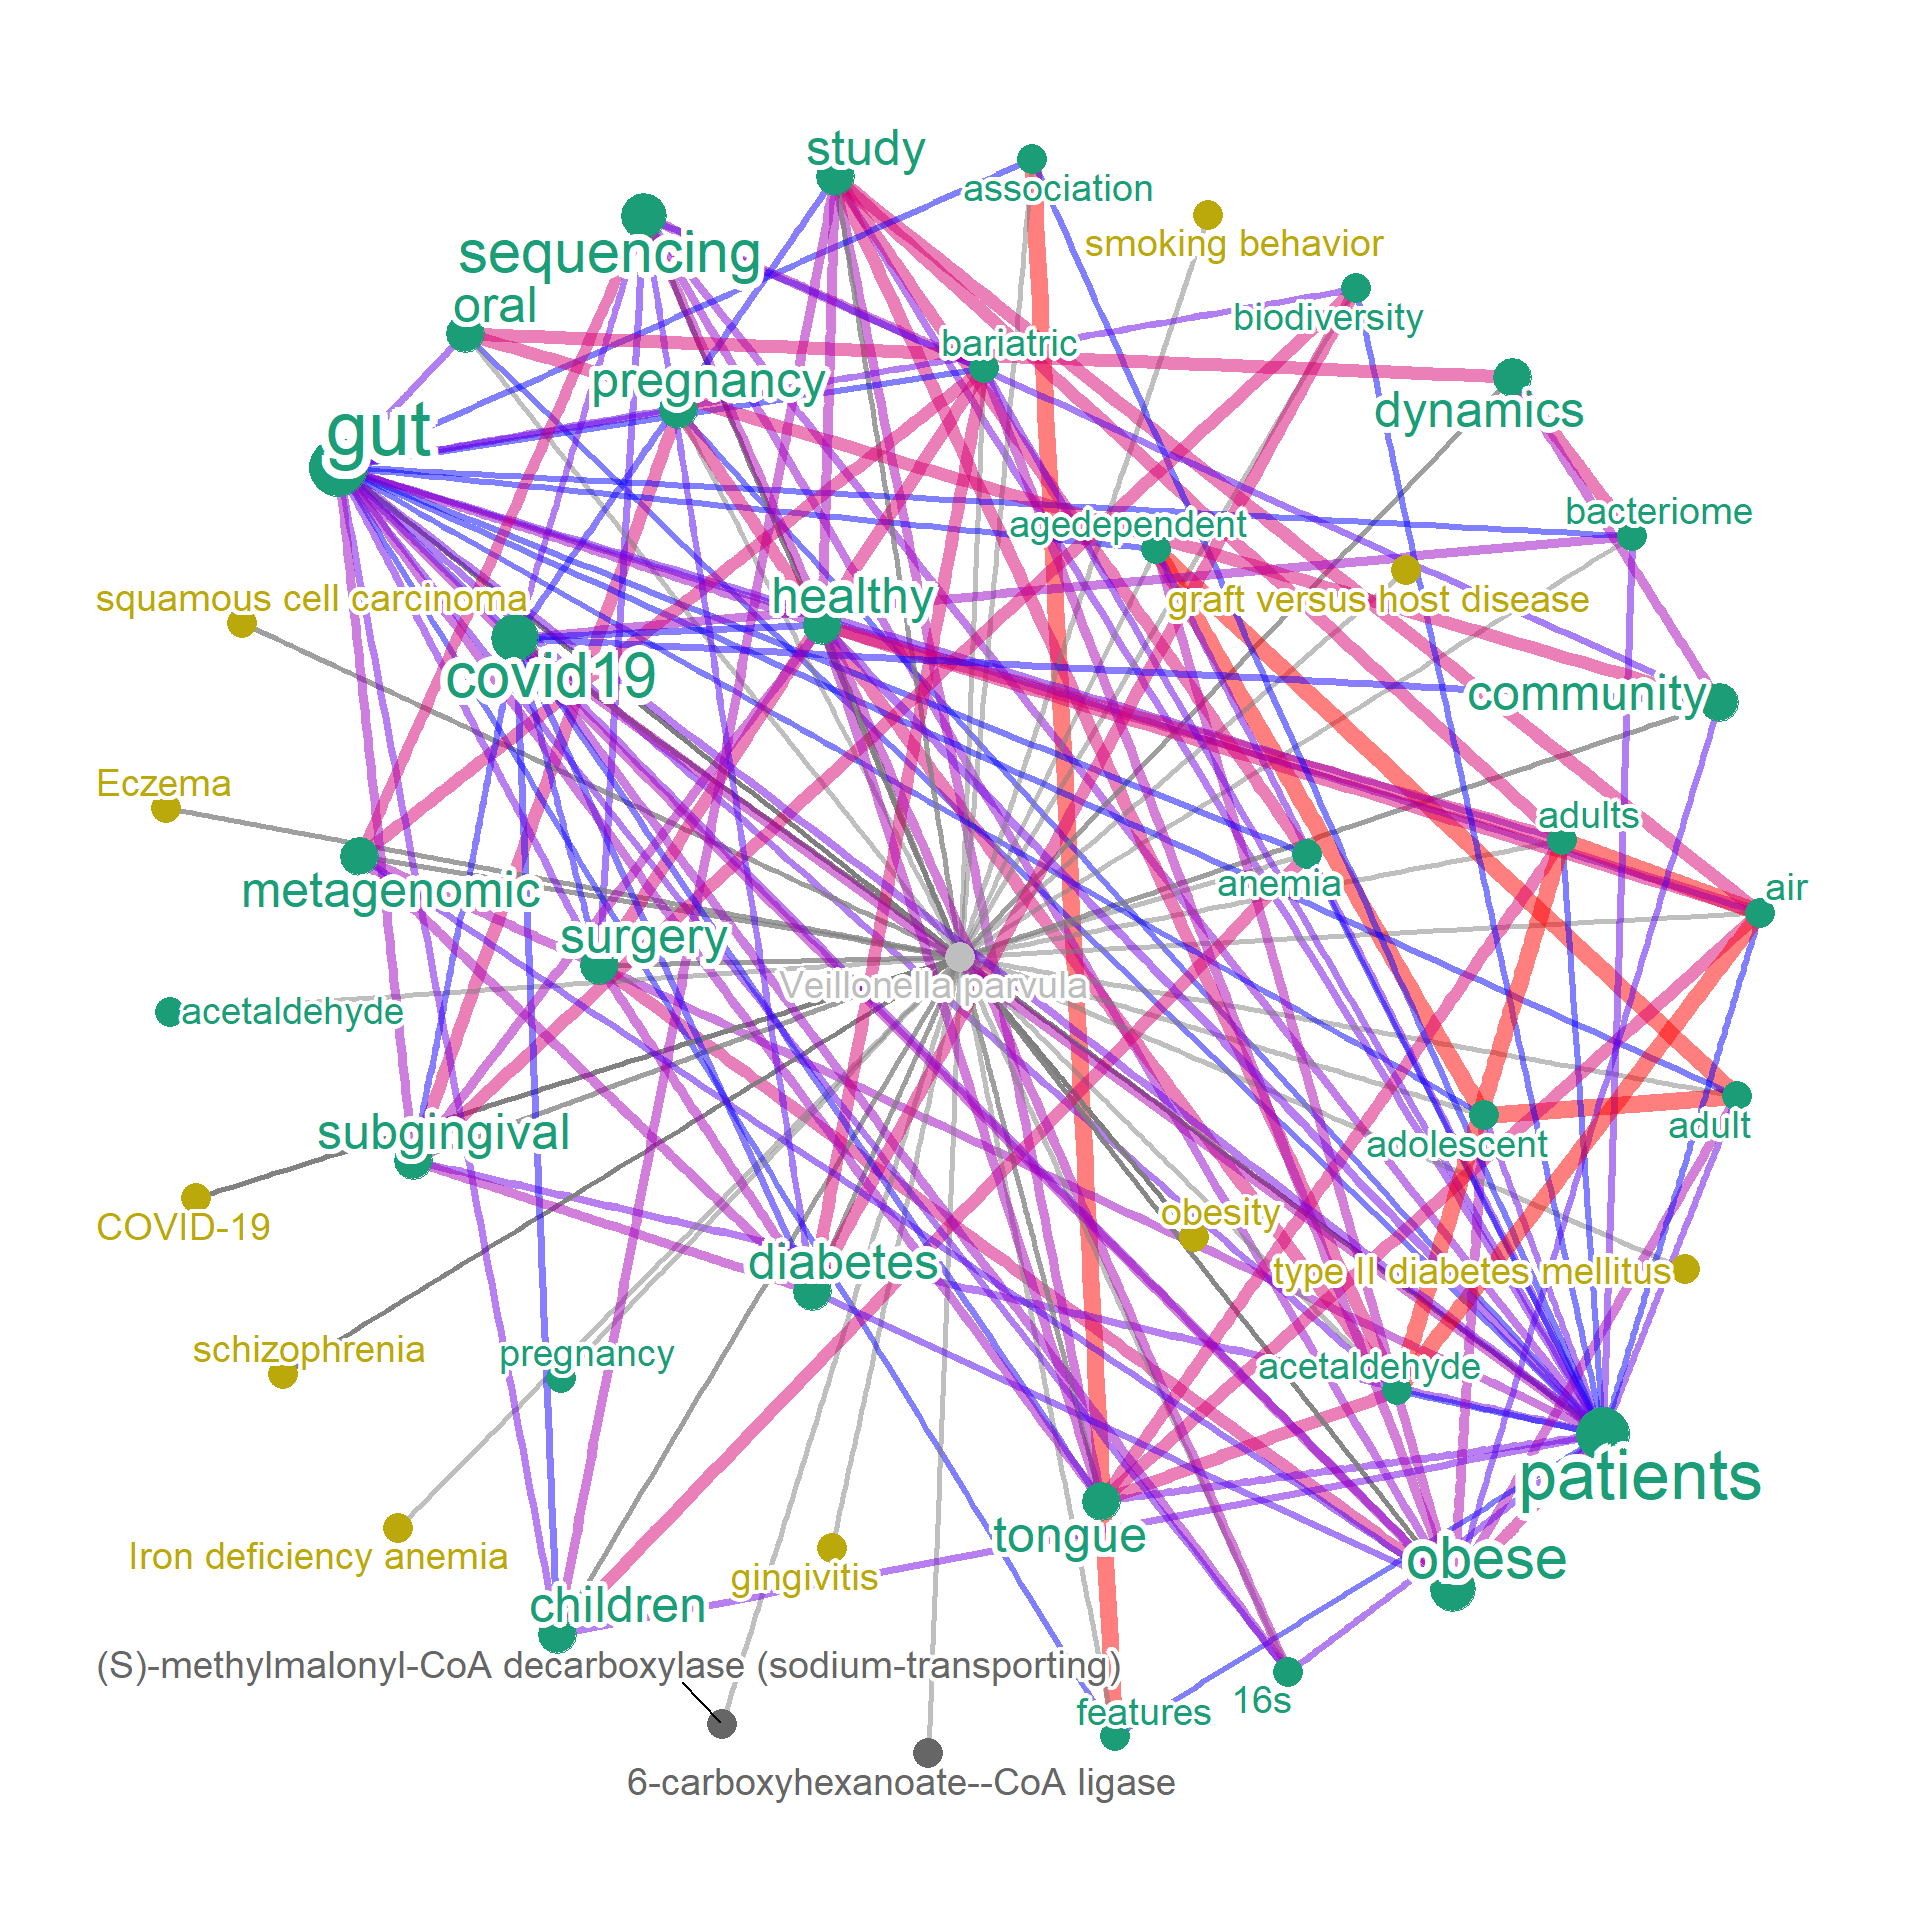 study
association
smoking behavior
sequencing
oral
biodiversity
bariatric
pregnancy
dynamics
gut
bacteriome
agedependent
squamous cell carcinoma
healthy
graft versus host disease
covid19
community
Eczema
adults
metagenomic
anemia
air
surgery
Veillonella parvula
acetaldehyde
subgingival
adult
adolescent
COVID-19
obesity
diabetes
type II diabetes mellitus
schizophrenia
pregnancy
acetaldehyde
patients
tongue
Iron deficiency anemia
gingivitis
obese
children
(S)-methylmalonyl-CoA decarboxylase (sodium-transporting)
16s
features
6-carboxyhexanoate--CoA ligase